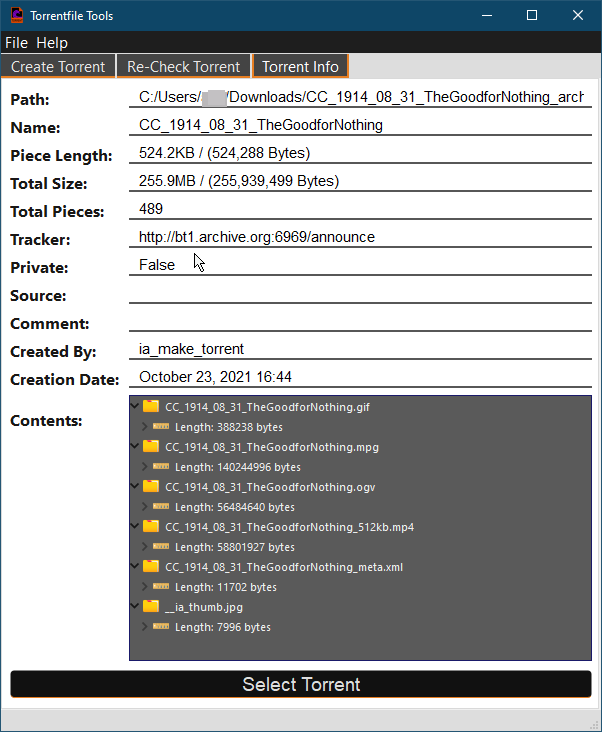 Torrentfile Tools
File Help
Create Torrent Re-Check Torrent Torrent Info
Path: C:/Users/ /Downloads/CC_1914_08_31_TheGoodforNothing_arch
Name: CC_1914_08_31_TheGoodforNothing
Piece Length: 524.2KB / (524,288 Bytes)
Total Size: 255.9MB / (255,939,499 Bytes)
Total Pieces: 489
Tracker: http://bt1.archive.org:6969/announce
Private: False
Source:
Comment:
Created By: ia_make_torrent
Creation Date: October 23, 2021 16:44
Contents:
CC_1914_08_31_TheGoodforNothing.gif
Length: 388238 bytes
CC_1914_08_31_TheGoodforNothing.mpg
Length: 140244996 bytes
CC_1914_08_31_TheGoodforNothing.ogv
Length: 56484640 bytes
CC_1914_08_31_TheGoodforNothing_512kb.mp4
Length: 58801927 bytes
CC_1914_08_31_TheGoodforNothing_meta.xml
Length: 11702 bytes
__ia_thumb.jpg
Length: 7996 bytes
Select Torrent